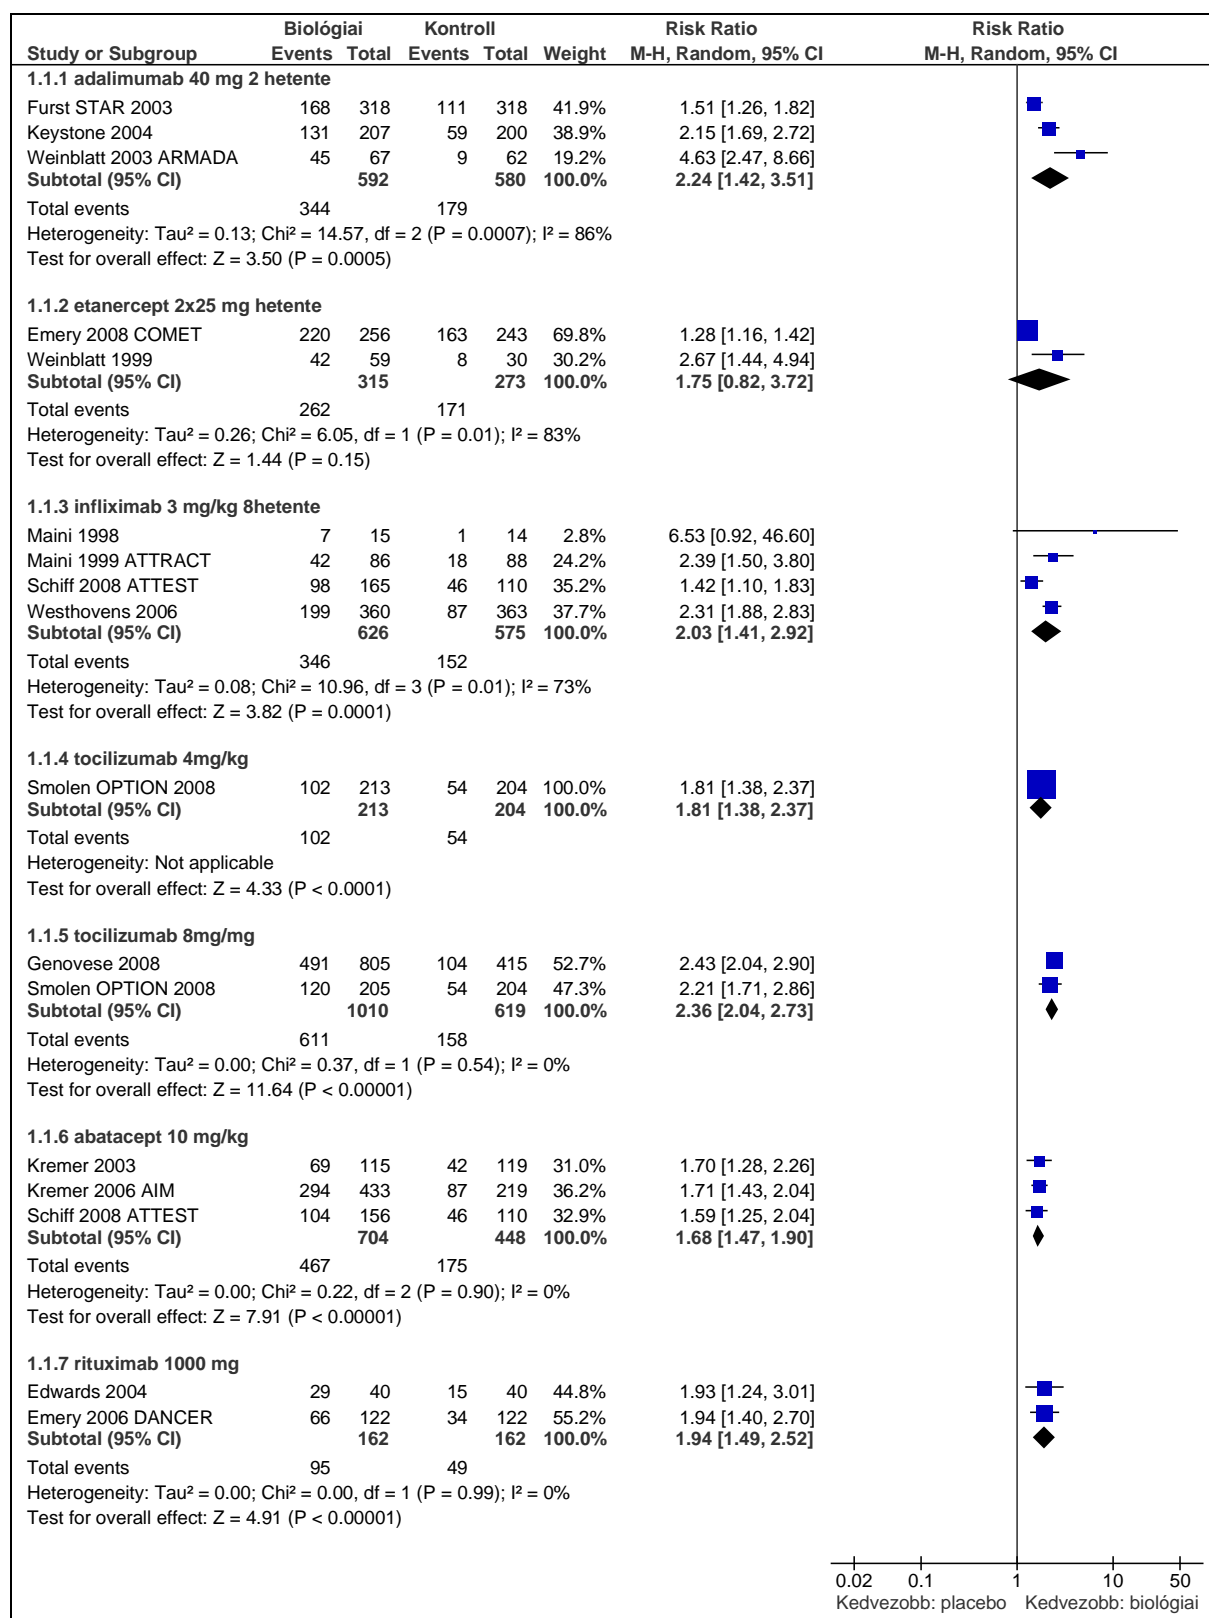 Biológiai Kontroll Risk Ratio Risk Ratio
Study or Subgroup Events Total Events Total Weight M-H, Random, 95% CI M-H, Random, 95% CI
1.1.1 adalimumab 40 mg 2 hetente
Furst STAR 2003 168 318 111 318 41.9% 1.51 [1.26, 1.82]
Keystone 2004 131 207 59 200 38.9% 2.15 [1.69, 2.72]
Weinblatt 2003 ARMADA 45 67 9 62 19.2% 4.63 [2.47, 8.66]
Subtotal (95% CI) 592 580 100.0% 2.24 [1.42, 3.51]
Total events 344 179
Heterogeneity: Tau² = 0.13; Chi² = 14.57, df = 2 (P = 0.0007); I² = 86%
Test for overall effect: Z = 3.50 (P = 0.0005)
1.1.2 etanercept 2x25 mg hetente
Emery 2008 COMET 220 256 163 243 69.8% 1.28 [1.16, 1.42]
Weinblatt 1999 42 59 8 30 30.2% 2.67 [1.44, 4.94]
Subtotal (95% CI) 315 273 100.0% 1.75 [0.82, 3.72]
Total events 262 171
Heterogeneity: Tau² = 0.26; Chi² = 6.05, df = 1 (P = 0.01); I² = 83%
Test for overall effect: Z = 1.44 (P = 0.15)
1.1.3 infliximab 3 mg/kg 8hetente
Maini 1998 7 15 1 14 2.8% 6.53 [0.92, 46.60]
Maini 1999 ATTRACT 42 86 18 88 24.2% 2.39 [1.50, 3.80]
Schiff 2008 ATTEST 98 165 46 110 35.2% 1.42 [1.10, 1.83]
Westhovens 2006 199 360 87 363 37.7% 2.31 [1.88, 2.83]
Subtotal (95% CI) 626 575 100.0% 2.03 [1.41, 2.92]
Total events 346 152
Heterogeneity: Tau² = 0.08; Chi² = 10.96, df = 3 (P = 0.01); I² = 73%
Test for overall effect: Z = 3.82 (P = 0.0001)
1.1.4 tocilizumab 4mg/kg
Smolen OPTION 2008 102 213 54 204 100.0% 1.81 [1.38, 2.37]
Subtotal (95% CI) 213 204 100.0% 1.81 [1.38, 2.37]
Total events 102 54
Heterogeneity: Not applicable
Test for overall effect: Z = 4.33 (P < 0.0001)
1.1.5 tocilizumab 8mg/mg
Genovese 2008 491 805 104 415 52.7% 2.43 [2.04, 2.90]
Smolen OPTION 2008 120 205 54 204 47.3% 2.21 [1.71, 2.86]
Subtotal (95% CI) 1010 619 100.0% 2.36 [2.04, 2.73]
Total events 611 158
Heterogeneity: Tau² = 0.00; Chi² = 0.37, df = 1 (P = 0.54); I² = 0%
Test for overall effect: Z = 11.64 (P < 0.00001)
1.1.6 abatacept 10 mg/kg
Kremer 2003 69 115 42 119 31.0% 1.70 [1.28, 2.26]
Kremer 2006 AIM 294 433 87 219 36.2% 1.71 [1.43, 2.04]
Schiff 2008 ATTEST 104 156 46 110 32.9% 1.59 [1.25, 2.04]
Subtotal (95% CI) 704 448 100.0% 1.68 [1.47, 1.90]
Total events 467 175
Heterogeneity: Tau² = 0.00; Chi² = 0.22, df = 2 (P = 0.90); I² = 0%
Test for overall effect: Z = 7.91 (P < 0.00001)
1.1.7 rituximab 1000 mg
Edwards 2004 29 40 15 40 44.8% 1.93 [1.24, 3.01]
Emery 2006 DANCER 66 122 34 122 55.2% 1.94 [1.40, 2.70]
Subtotal (95% CI) 162 162 100.0% 1.94 [1.49, 2.52]
Total events 95 49
Heterogeneity: Tau² = 0.00; Chi² = 0.00, df = 1 (P = 0.99); I² = 0%
Test for overall effect: Z = 4.91 (P < 0.00001)
0.02 0.1 1 10 50
Kedvezobb: placebo Kedvezobb: biológiai